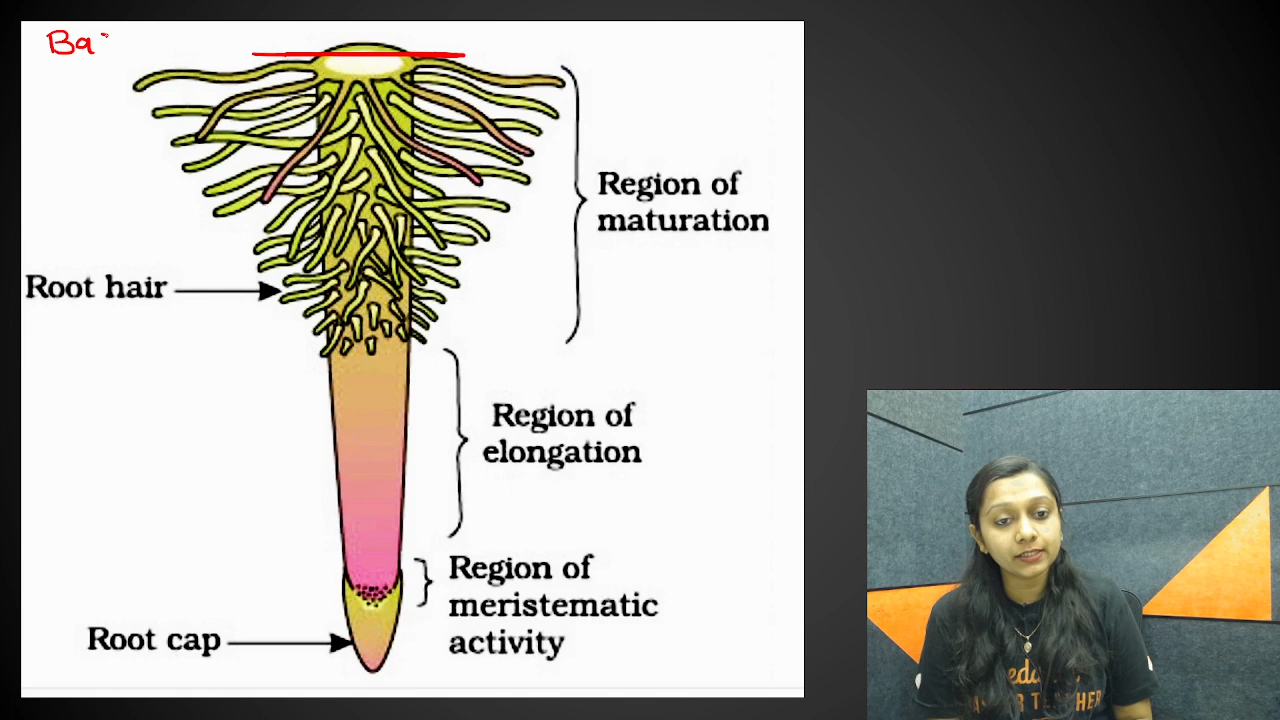 Ba
Region of
maturation
Root hair
Region of
elongation
Region of
meristematic
activity
Root cap